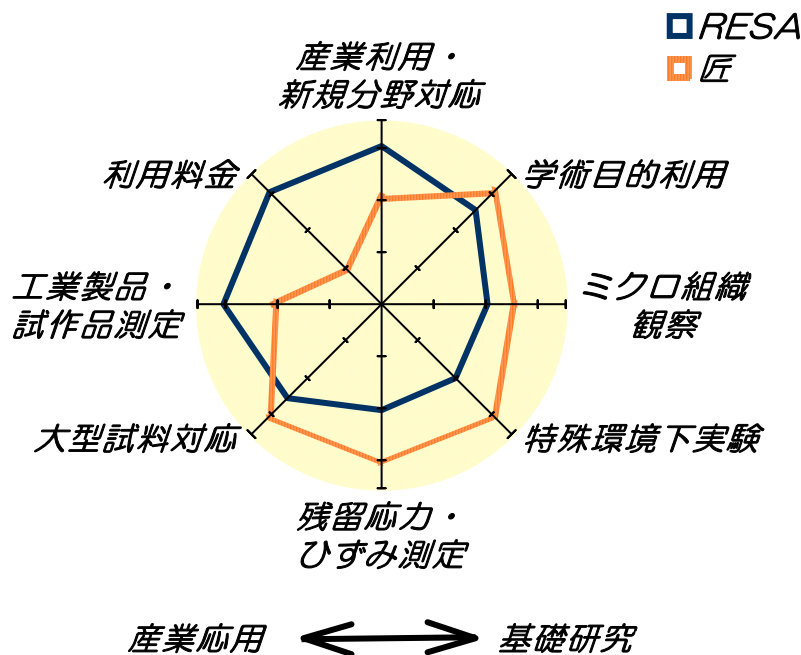 RESA
匠
産業利用・
新規分野対応
利用料金
学術目的利用
工業製品・
試作品測定
ミクロ組織
観察
大型試料対応
特殊環境下実験
残留応力・
ひずみ測定
産業応用
基礎研究